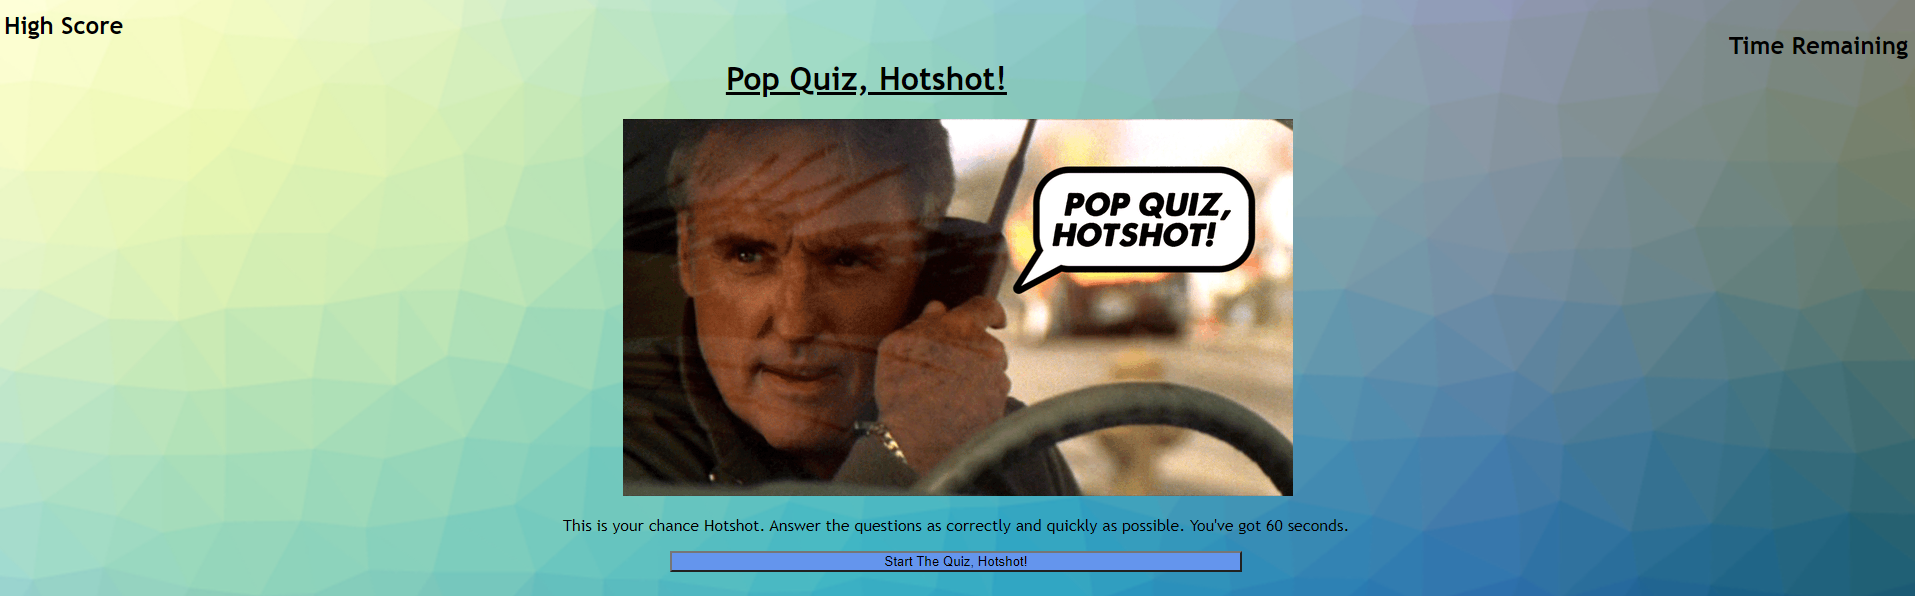 High Score
Time Remaining
Pop Quiz, Hotshot!
POP QUIZ,
HOTSHOT!
This is your chance Hotshot. Answer the questions as correctly and quickly as possible. You've got 60 seconds.
Start The Quiz, Hotshot!